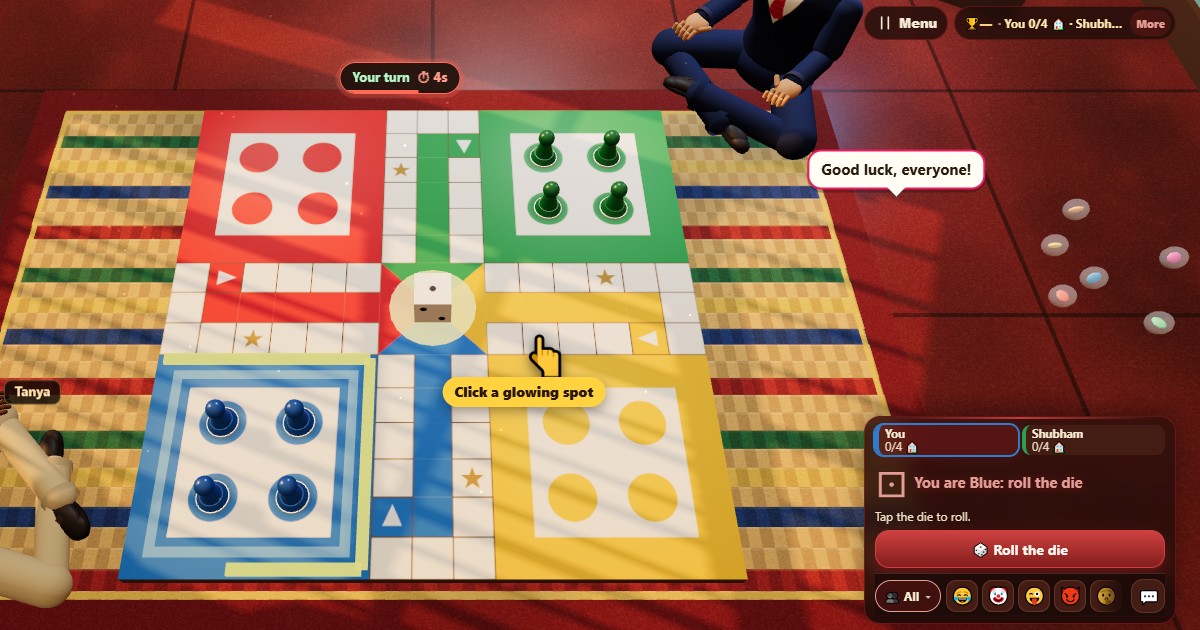 Menu
🏆 — · You 0/4 🏠 · Shubh... More
Your turn ⏱ 4s
Good luck, everyone!
Tanya
Click a glowing spot
You
0/4 🏠
Shubham
0/4 🏠
You are Blue: roll the die
Tap the die to roll.
🎲 Roll the die
All